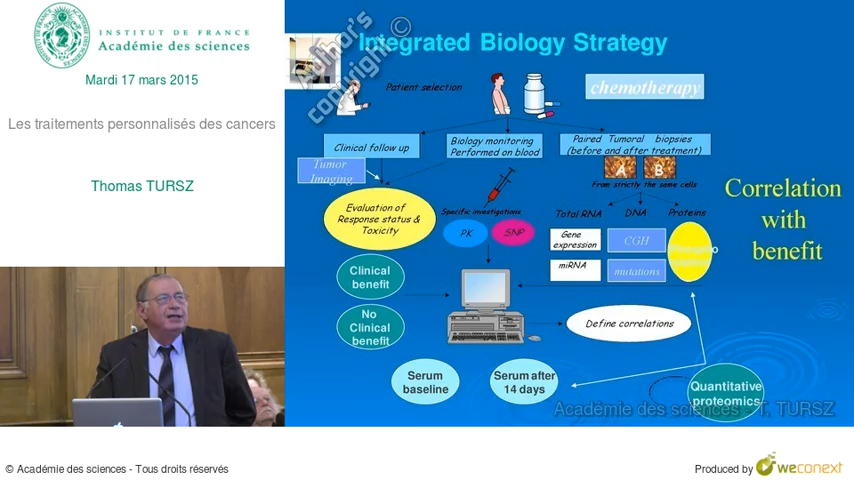 INSTITUT DE FRANCE
Académie des sciences
Mardi 17 mars 2015
Les traitements personnalisés des cancers
Thomas TURSZ
Author's
copyright ©
Integrated Biology Strategy
Patient selection
chemotherapy
Clinical follow up
Biology monitoring
Performed on blood
Paired Tumoral biopsies
(before and after treatment)
Tumor
Imaging
A B
From strictly the same cells
Evaluation of
Response status &
Toxicity
Specific investigations
PK
SNP
Total RNA
DNA
Proteins
Gene
expression
CGH
miRNA
mutations
Correlation
with
benefit
Clinical
benefit
No
Clinical
benefit
Define correlations
Serum
baseline
Serum after
14 days
Quantitative
proteomics
Académie des sciences - T. TURSZ
© Académie des sciences - Tous droits réservés
Produced by weconext